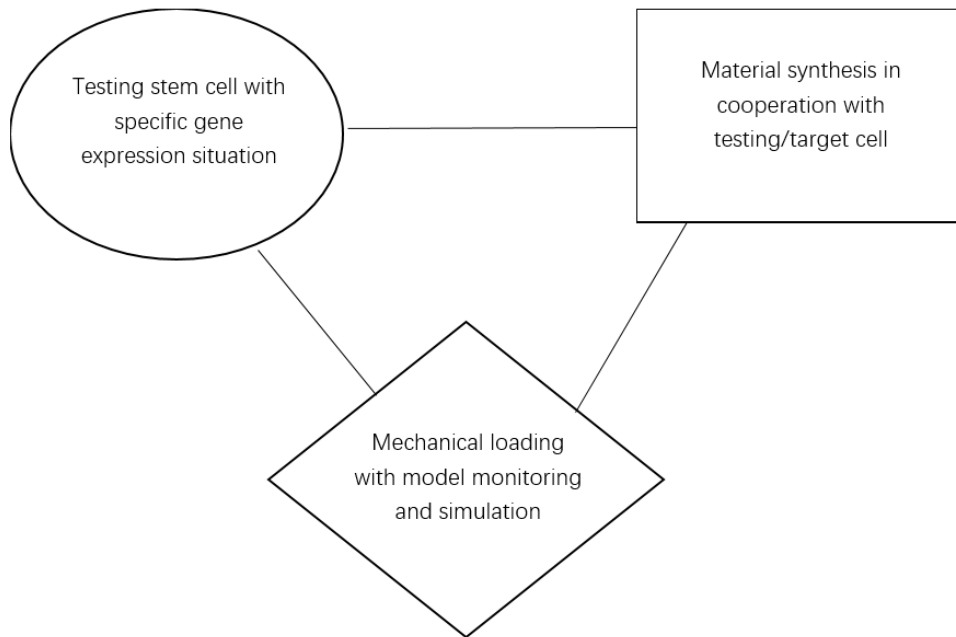 Testing stem cell with
specific gene
expression situation
Material synthesis in
cooperation with
testing/target cell
Mechanical loading
with model monitoring
and simulation